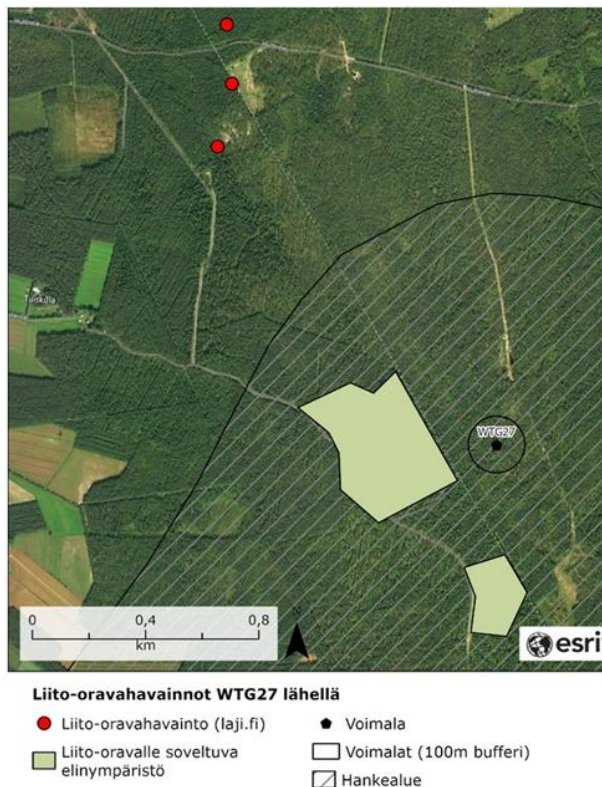 WTG27
0 0,4 0,8
km
N
esri
Liito-oravahavainnot WTG27 lähellä
Liito-oravahavainto (laji.fi)
Voimala
Liito-oravalle soveltuva
elinympäristö
Voimalat (100m bufferi)
Hankealue